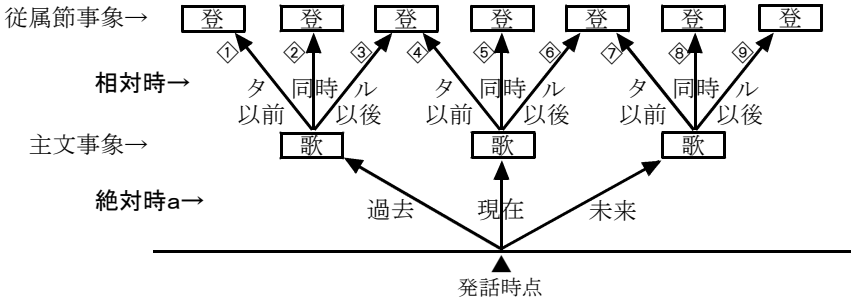 従属節事象→ 登 登 登 登 登 登 登
① ② ③ ④ ⑤ ⑥ ⑦ ⑧ ⑨
相対時→ タ 同時 ル タ 同時 ル タ 同時 ル
以前 以後 以前 以後 以前 以後
主文事象→ 歌 歌 歌
絶対時a→ 過去 現在 未来
発話時点